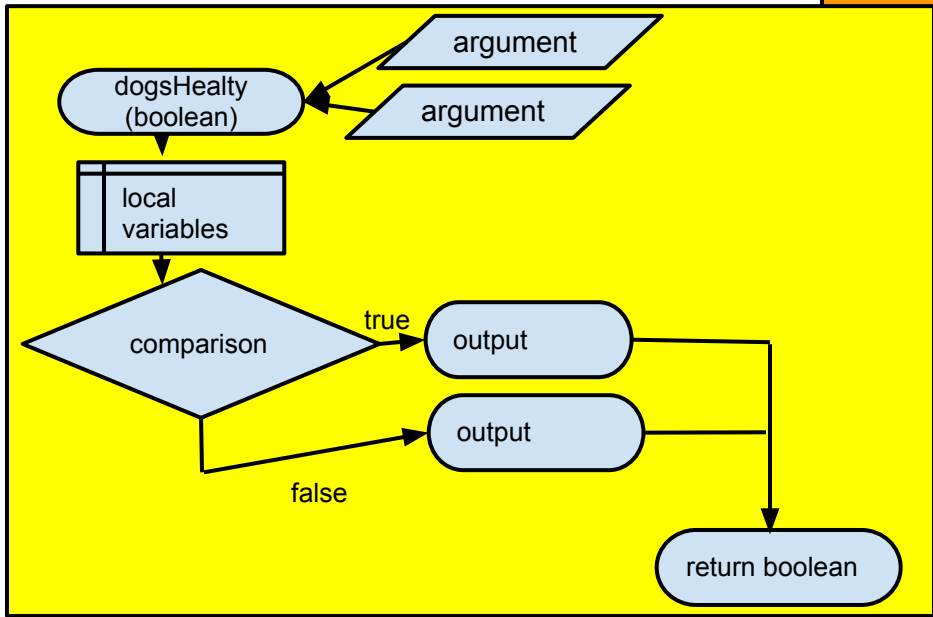 argument
dogsHealty
(boolean)
argument
local
variables
true
comparison
output
output
false
return boolean